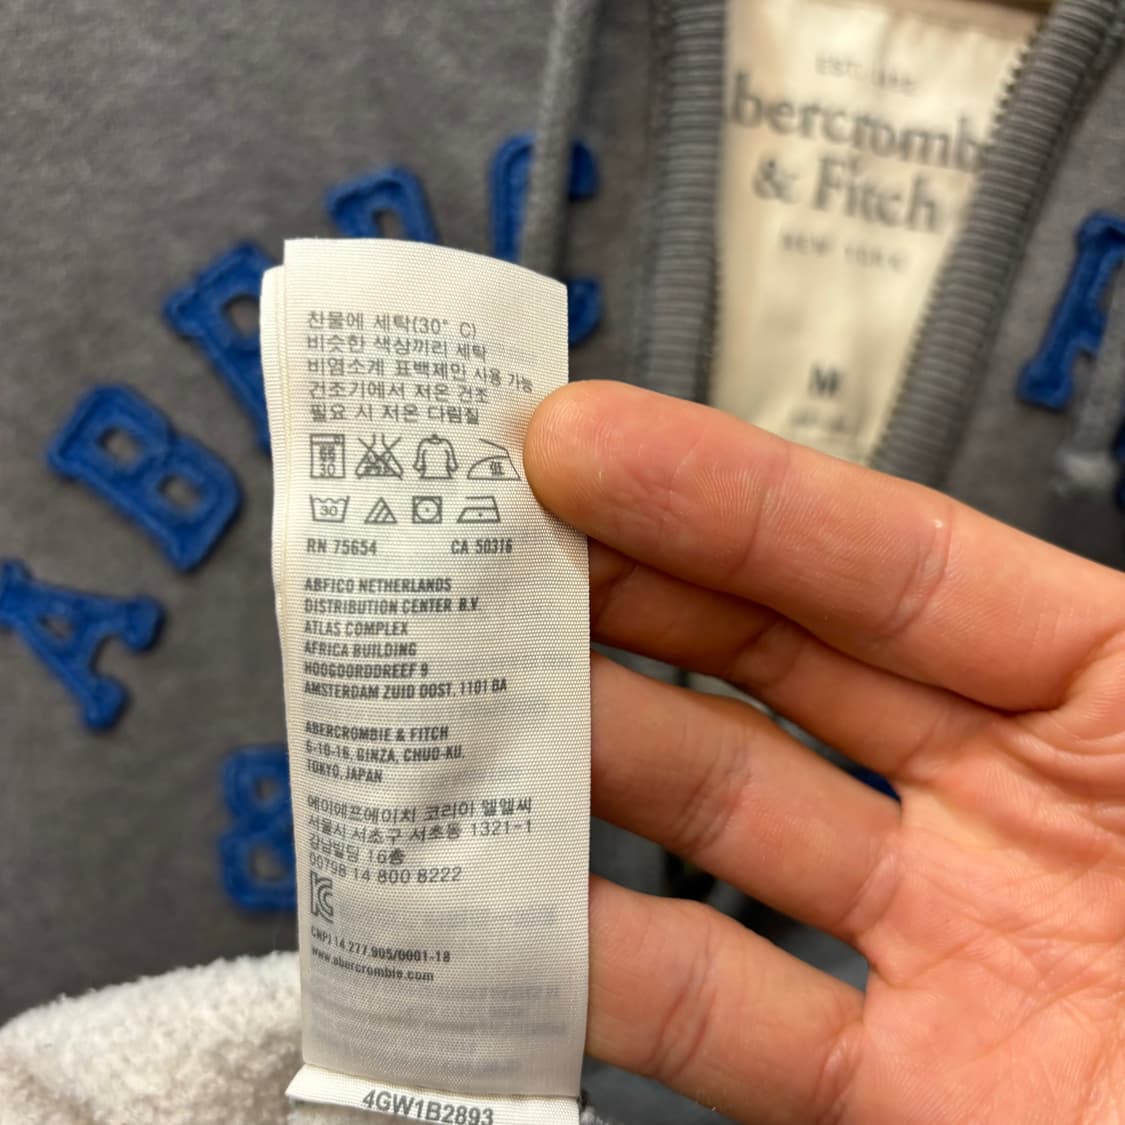 Abercromb
& Fitch
NEW YORK
M
A B E R C
찬물에 세탁(30° C)
비슷한 색상끼리 세탁
비염소계 표백제만 사용 가능
건조기에서 저온 건조
필요 시 저온 다림질
30
低
30
RN 75654 CA 50316
ABFICO NETHERLANDS
DISTRIBUTION CENTER B.V.
ATLAS COMPLEX
AFRICA BUILDING
HOOGOORDDREEF 9
AMSTERDAM ZUID OOST, 1101 BA
ABERCROMBIE & FITCH
6-10-16, GINZA, CHUO-KU,
TOKYO, JAPAN
에이에프에이치 코리아 엘엘씨
서울시 서초구 서초동 1321-1
강남빌딩 16층
00798 14 800 8222
CNPJ 14.277.905/0001-18
www.abercrombie.com
4GW1B2893